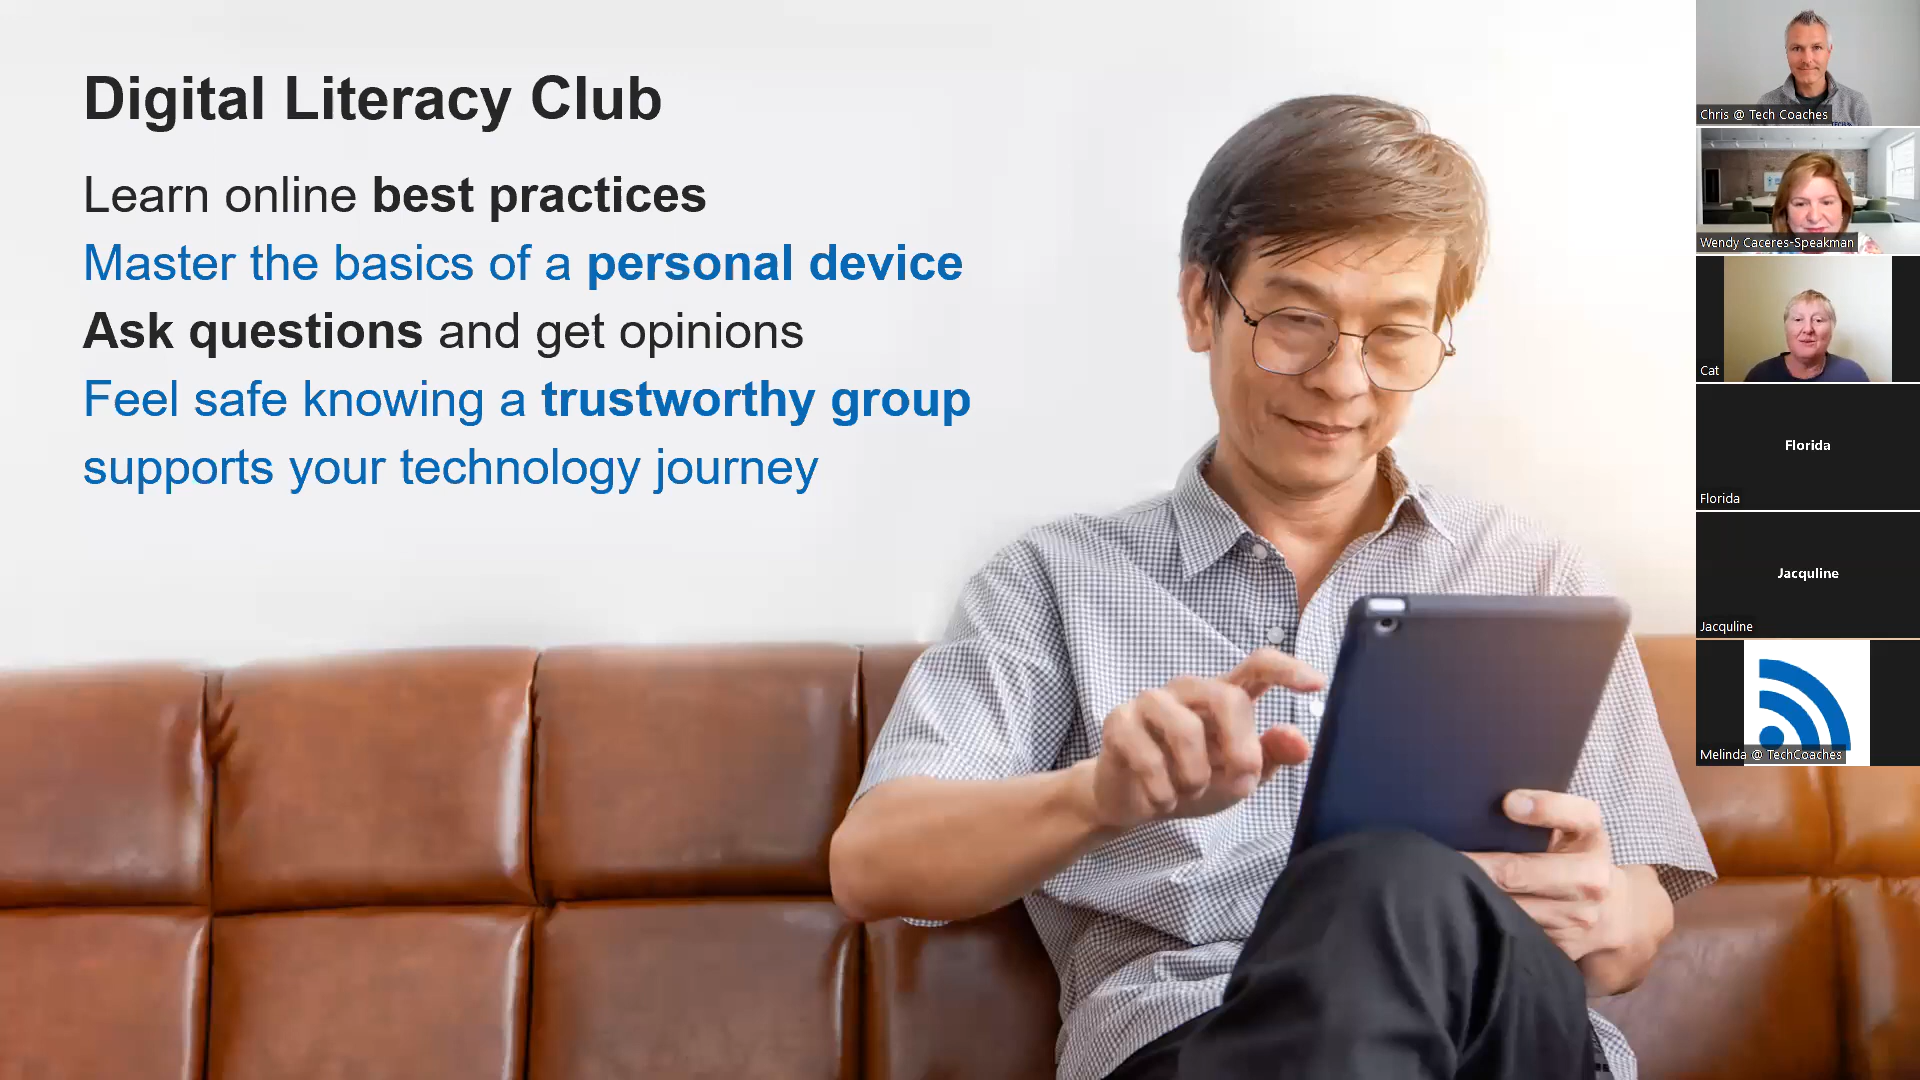 Digital Literacy Club
Learn online best practices
Master the basics of a personal device
Ask questions and get opinions
Feel safe knowing a trustworthy group
supports your technology journey
Chris @ Tech Coaches
Wendy Caceres-Speakman
Cat
Florida
Florida
Jacquline
Jacquline
Melinda @ TechCoaches